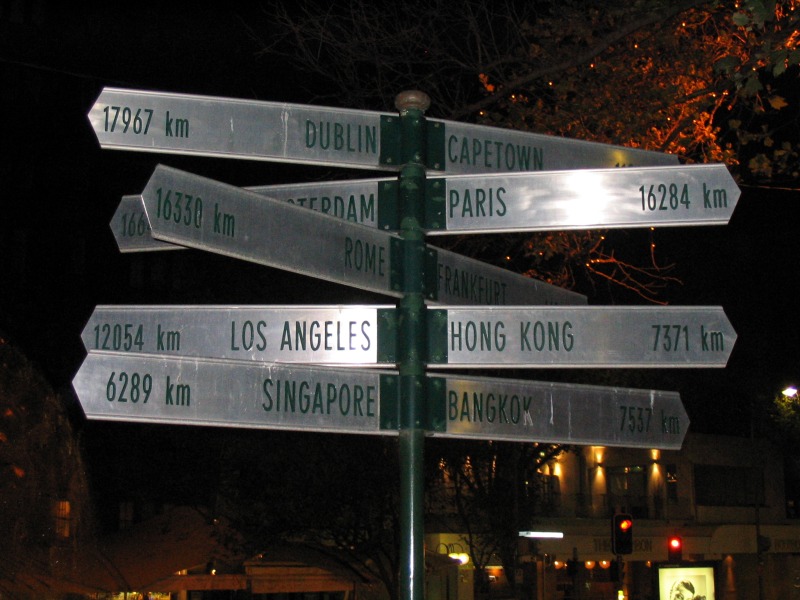 17967 km DUBLIN
CAPETOWN
PARIS 16284 km
16330 km ROME
FRANKFURT
12054 km LOS ANGELES
HONG KONG 7371 km
6289 km SINGAPORE
BANGKOK 7537 km